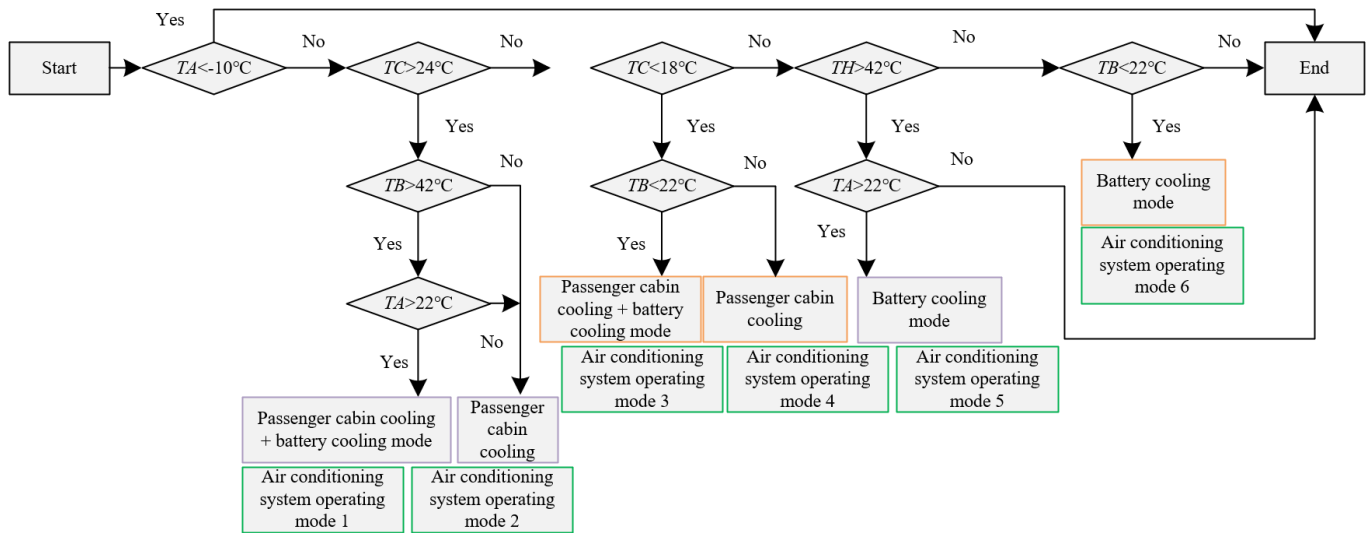 Yes
Start
TA<-10℃
No
TC>24℃
No
TC<18℃
No
TH>42℃
No
TB<22℃
No
End
Yes
Yes
Yes
Yes
TB>42℃
No
TB<22℃
No
TA>22℃
No
Battery cooling
mode
Yes
Yes
Yes
Air conditioning
system operating
mode 6
TA>22℃
No
Passenger cabin
cooling + battery
cooling mode
Passenger cabin
cooling
Battery cooling
mode
Yes
Air conditioning
system operating
mode 3
Air conditioning
system operating
mode 4
Air conditioning
system operating
mode 5
Passenger cabin cooling
+ battery cooling mode
Passenger
cabin
cooling
Air conditioning
system operating
mode 1
Air conditioning
system operating
mode 2